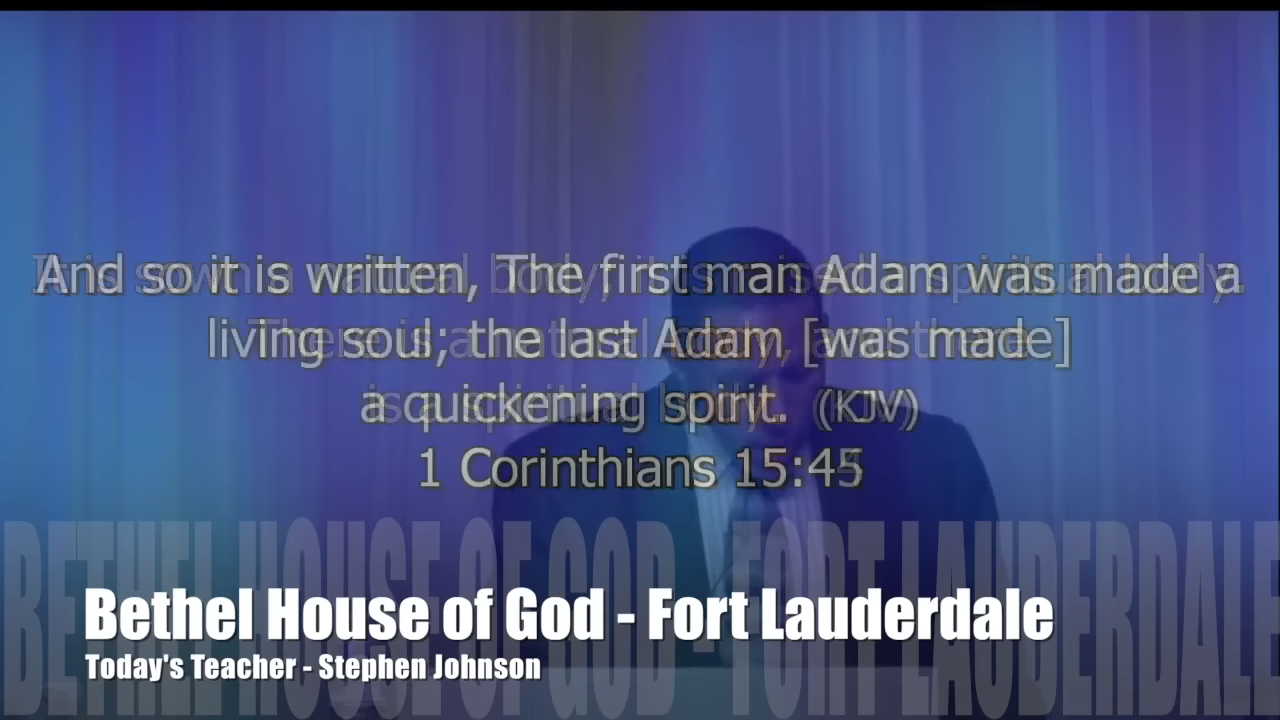 And so it is written, The first man Adam was made a
living soul; the last Adam, [was made]
a quickening spirit. (KJV)
1 Corinthians 15:45
BETHEL HOUSE OF GOD - FORT LAUDERDALE
Bethel House of God - Fort Lauderdale
Today's Teacher - Stephen Johnson